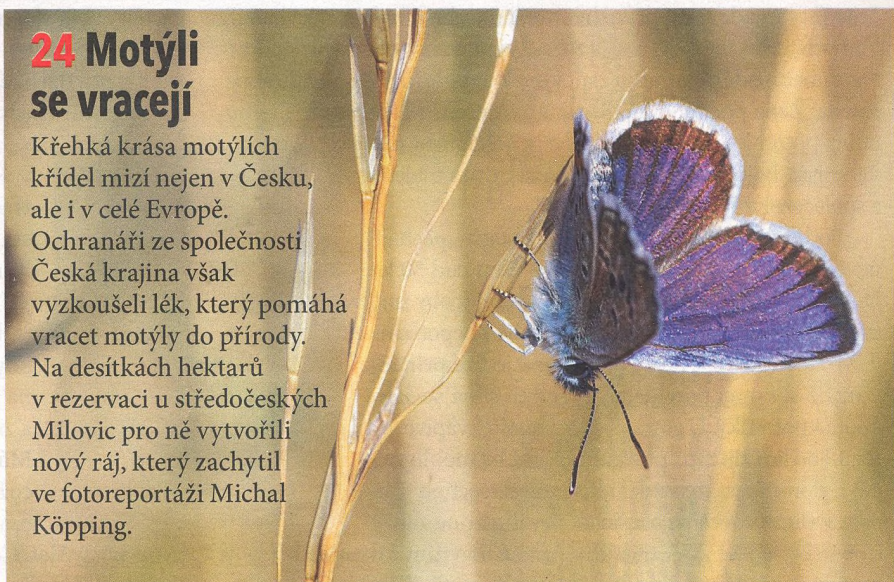 24 Motýli
se vracejí
Křehká krása motýlích
křídel mizí nejen v Česku,
ale i v celé Evropě.
Ochranáři ze společnosti
Česká krajina však
vyzkoušeli lék, který pomáhá
vracet motýly do přírody.
Na desítkách hektarů
v rezervaci u středočeských
Milovic pro ně vytvořili
nový ráj, který zachytil
ve fotoreportáži Michal
Köpping.